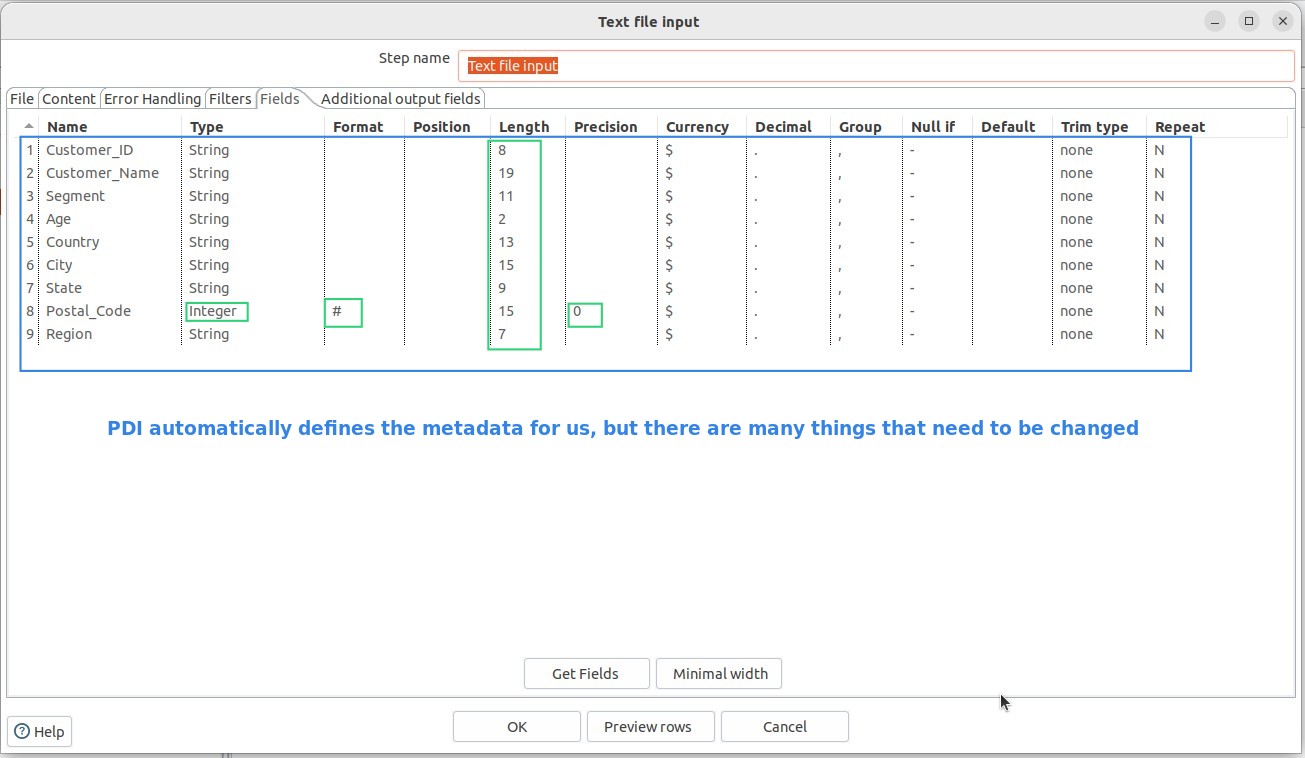 Text file input
Step name Text file input
File Content Error Handling Filters Fields Additional output fields
Name Type Format Position Length Precision Currency Decimal Group Null if Default Trim type Repeat
1 Customer_ID String 8 $ . , - none N
2 Customer_Name String 19 $ . , - none N
3 Segment String 11 $ . , - none N
4 Age String 2 $ . , - none N
5 Country String 13 $ . , - none N
6 City String 15 $ . , - none N
7 State String 9 $ . , - none N
8 Postal_Code Integer # 15 0 $ . , - none N
9 Region String 7 $ . , - none N
PDI automatically defines the metadata for us, but there are many things that need to be changed
Get Fields Minimal width
? Help OK Preview rows Cancel